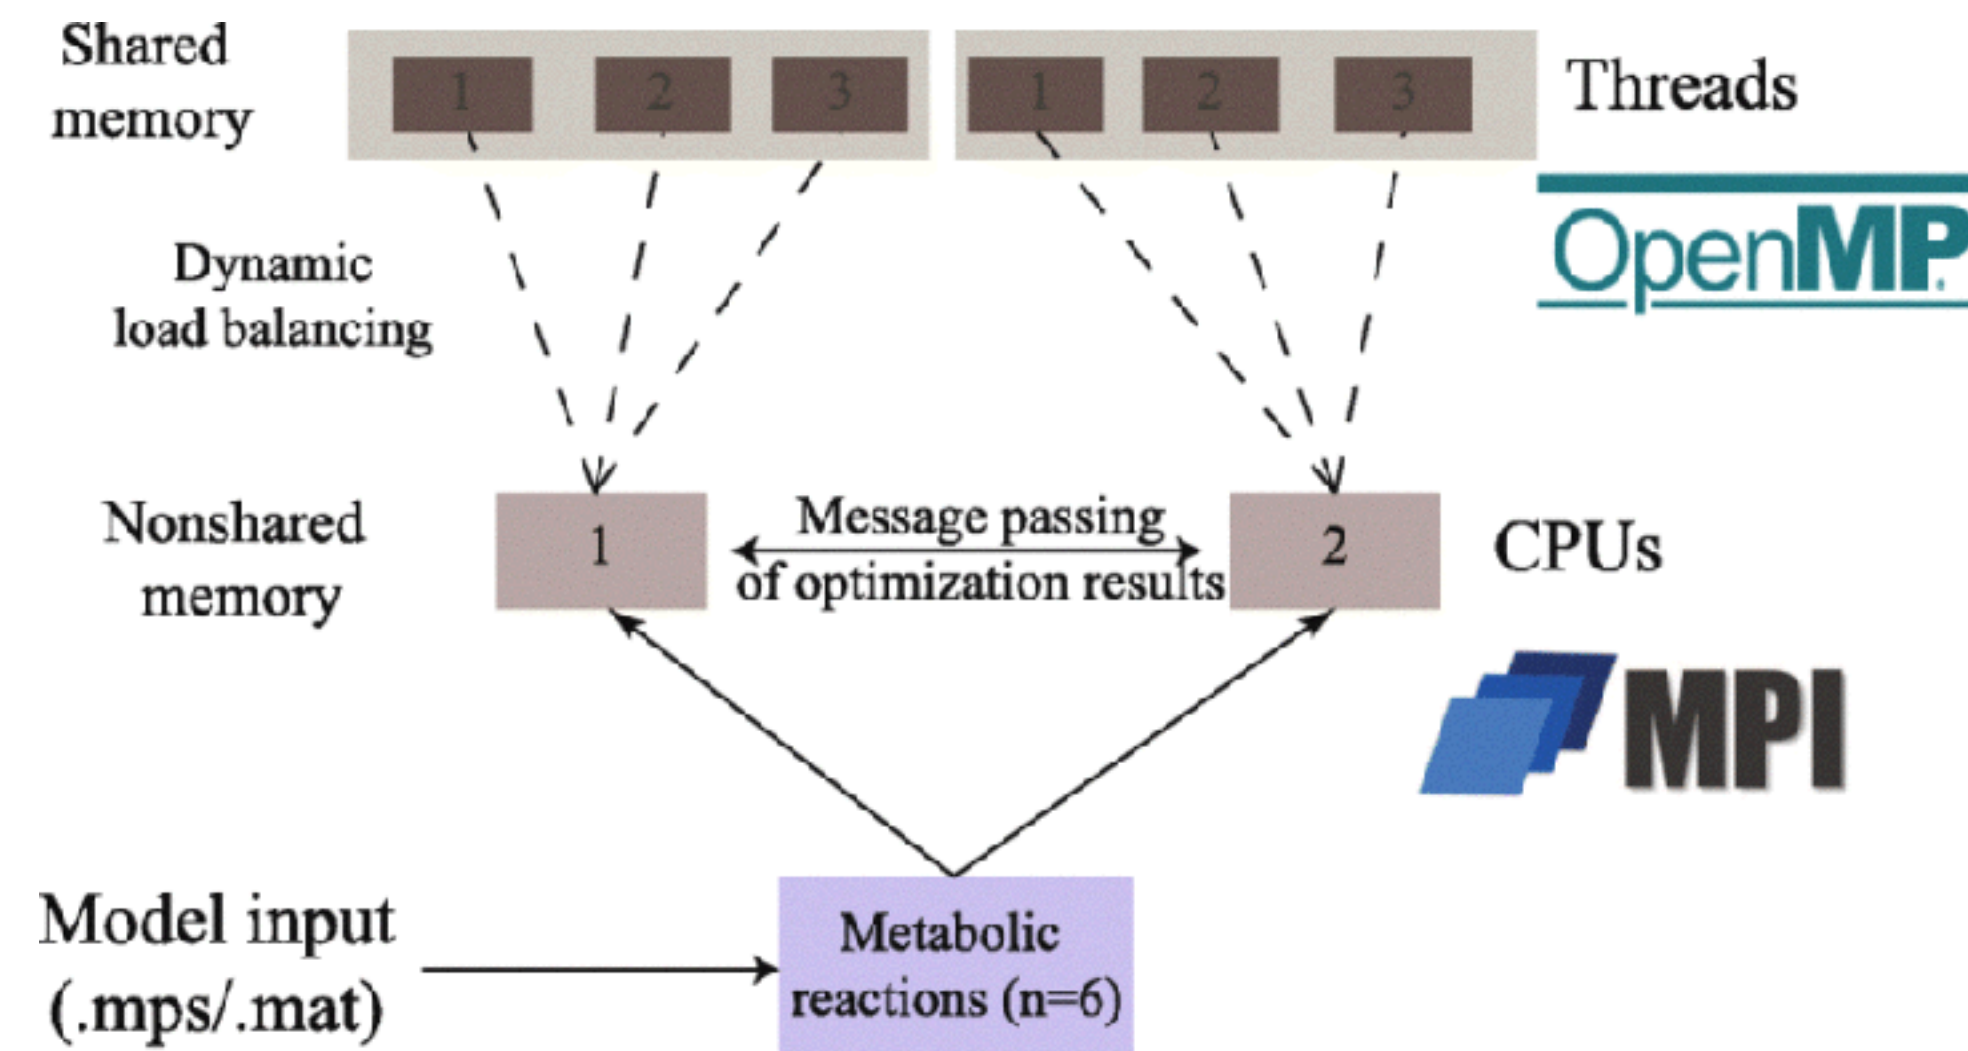 Shared
memory
1
2
3
1
2
3
Threads
OpenMP
Dynamic
load balancing
Nonshared
memory
1
Message passing
of optimization results
2
CPUs
MPI
Model input
(.mps/.mat)
Metabolic
reactions (n=6)